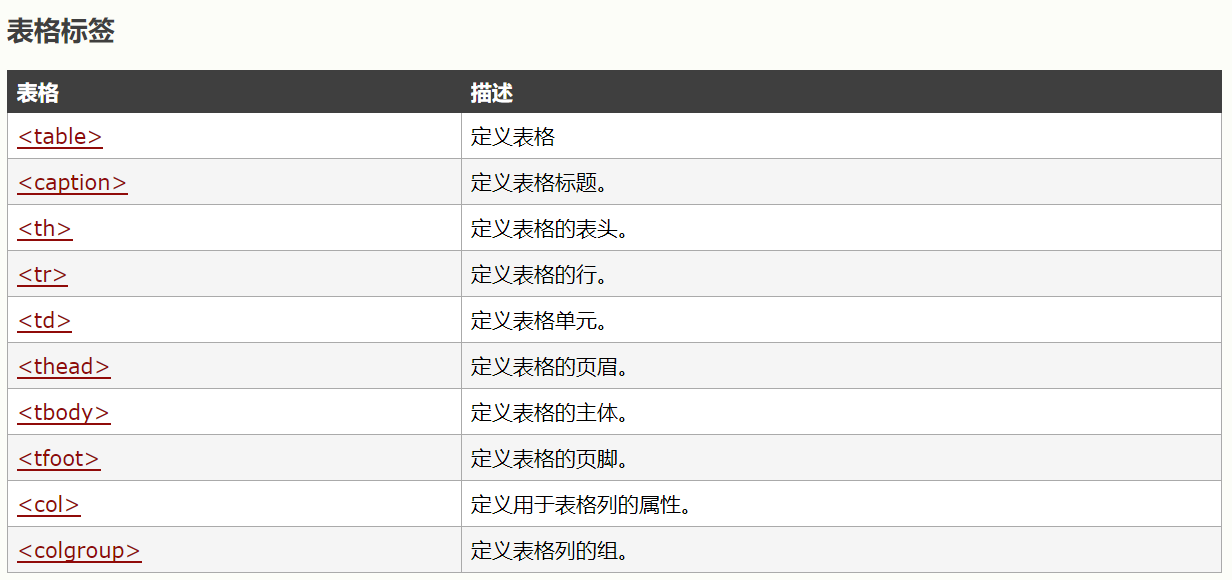 表格标签
表格 描述
<table> 定义表格
<caption> 定义表格标题。
<th> 定义表格的表头。
<tr> 定义表格的行。
<td> 定义表格单元。
<thead> 定义表格的页眉。
<tbody> 定义表格的主体。
<tfoot> 定义表格的页脚。
<col> 定义用于表格列的属性。
<colgroup> 定义表格列的组。